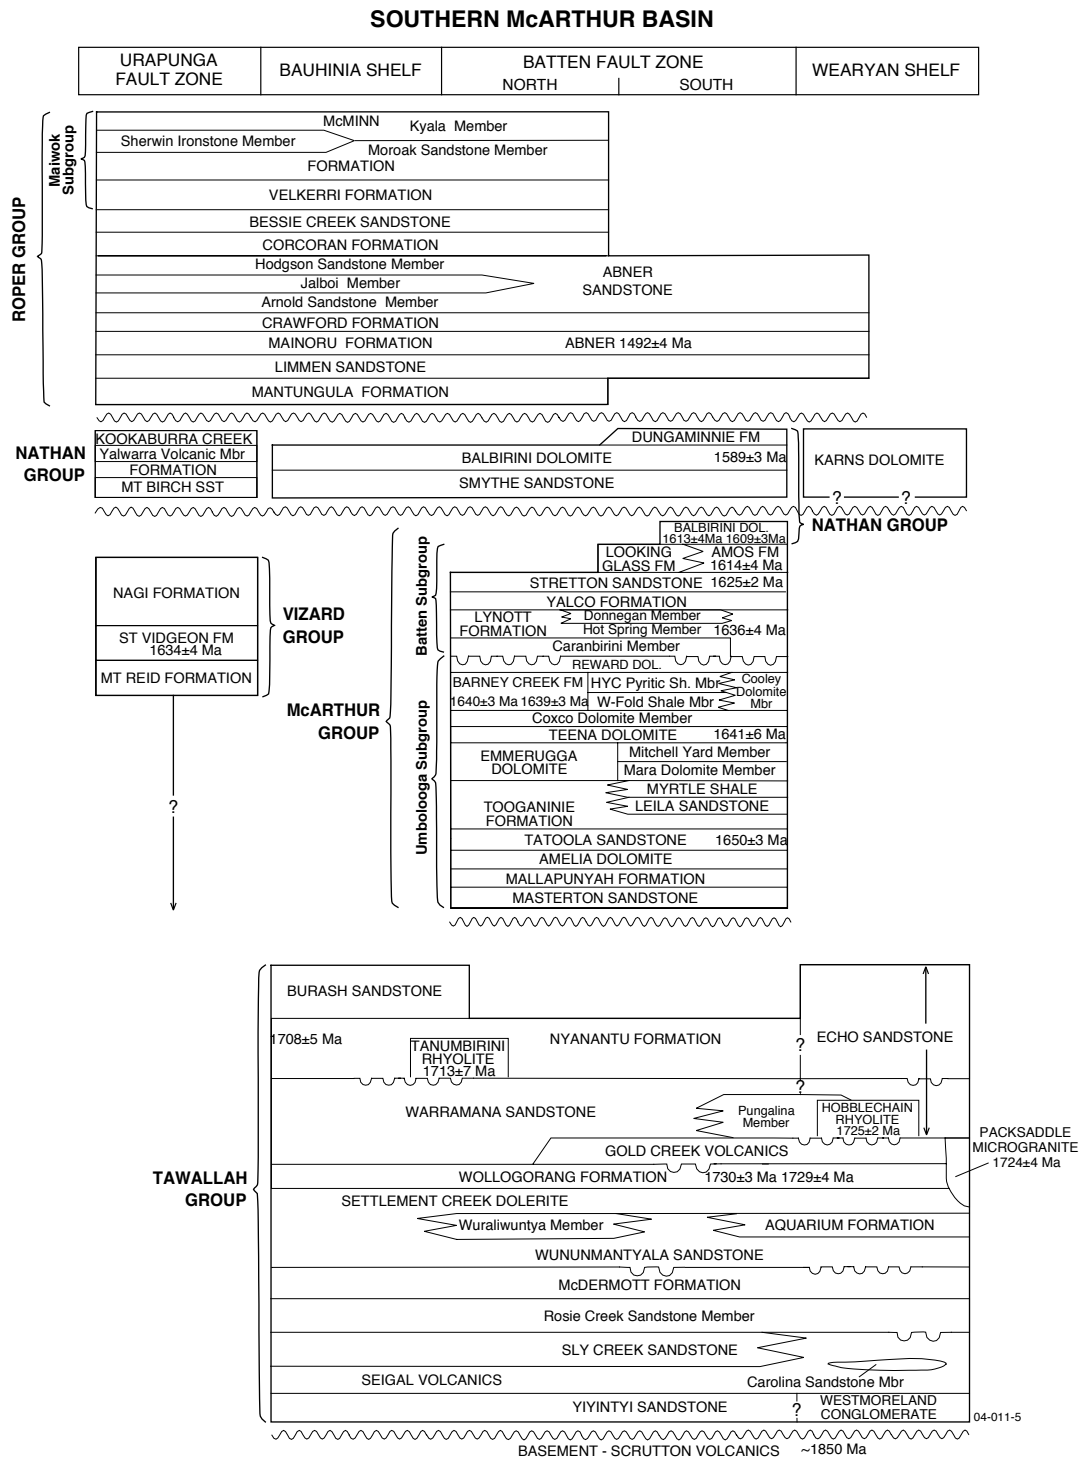 SOUTHERN McARTHUR BASIN
URAPUNGA
FAULT ZONE
BAUHINIA SHELF
BATTEN FAULT ZONE
NORTH
SOUTH
WEARYAN SHELF
ROPER GROUP
Maiwok
Subgroup
McMINN
Kyala Member
Sherwin Ironstone Member
Moroak Sandstone Member
FORMATION
VELKERRI FORMATION
BESSIE CREEK SANDSTONE
CORCORAN FORMATION
Hodgson Sandstone Member
Jalboi Member
Arnold Sandstone Member
ABNER
SANDSTONE
CRAWFORD FORMATION
MAINORU FORMATION
ABNER 1492±4 Ma
LIMMEN SANDSTONE
MANTUNGULA FORMATION
NATHAN
GROUP
KOOKABURRA CREEK
Yalwarra Volcanic Mbr
FORMATION
MT BIRCH SST
DUNGAMINNIE FM
BALBIRINI DOLOMITE
1589±3 Ma
SMYTHE SANDSTONE
KARNS DOLOMITE
? ?
NATHAN GROUP
BALBIRINI DOL.
1613±4Ma 1609±3Ma
LOOKING
GLASS FM
AMOS FM
1614±4 Ma
STRETTON SANDSTONE 1625±2 Ma
YALCO FORMATION
LYNOTT
FORMATION
Donnegan Member
Hot Spring Member 1636±4 Ma
Caranbirini Member
Batten Subgroup
NAGI FORMATION
ST VIDGEON FM
1634±4 Ma
MT REID FORMATION
VIZARD
GROUP
?
McARTHUR
GROUP
Umbolooga Subgroup
REWARD DOL.
BARNEY CREEK FM
1640±3 Ma 1639±3 Ma
HYC Pyritic Sh. Mbr
W-Fold Shale Mbr
Cooley
Dolomite
Mbr
Coxco Dolomite Member
TEENA DOLOMITE 1641±6 Ma
EMMERUGGA
DOLOMITE
Mitchell Yard Member
Mara Dolomite Member
MYRTLE SHALE
LEILA SANDSTONE
TOOGANINIE
FORMATION
TATOOLA SANDSTONE 1650±3 Ma
AMELIA DOLOMITE
MALLAPUNYAH FORMATION
MASTERTON SANDSTONE
TAWALLAH
GROUP
BURASH SANDSTONE
1708±5 Ma
TANUMBIRINI
RHYOLITE
1713±7 Ma
NYANANTU FORMATION
?
ECHO SANDSTONE
?
WARRAMANA SANDSTONE
Pungalina
Member
HOBBLECHAIN
RHYOLITE
1725±2 Ma
GOLD CREEK VOLCANICS
PACKSADDLE
MICROGRANITE
1724±4 Ma
WOLLOGORANG FORMATION 1730±3 Ma 1729±4 Ma
SETTLEMENT CREEK DOLERITE
Wuraliwuntya Member
AQUARIUM FORMATION
WUNUNMANTYALA SANDSTONE
McDERMOTT FORMATION
Rosie Creek Sandstone Member
SLY CREEK SANDSTONE
SEIGAL VOLCANICS
Carolina Sandstone Mbr
YIYINTYI SANDSTONE
?
WESTMORELAND
CONGLOMERATE
04-011-5
BASEMENT - SCRUTTON VOLCANICS ~1850 Ma